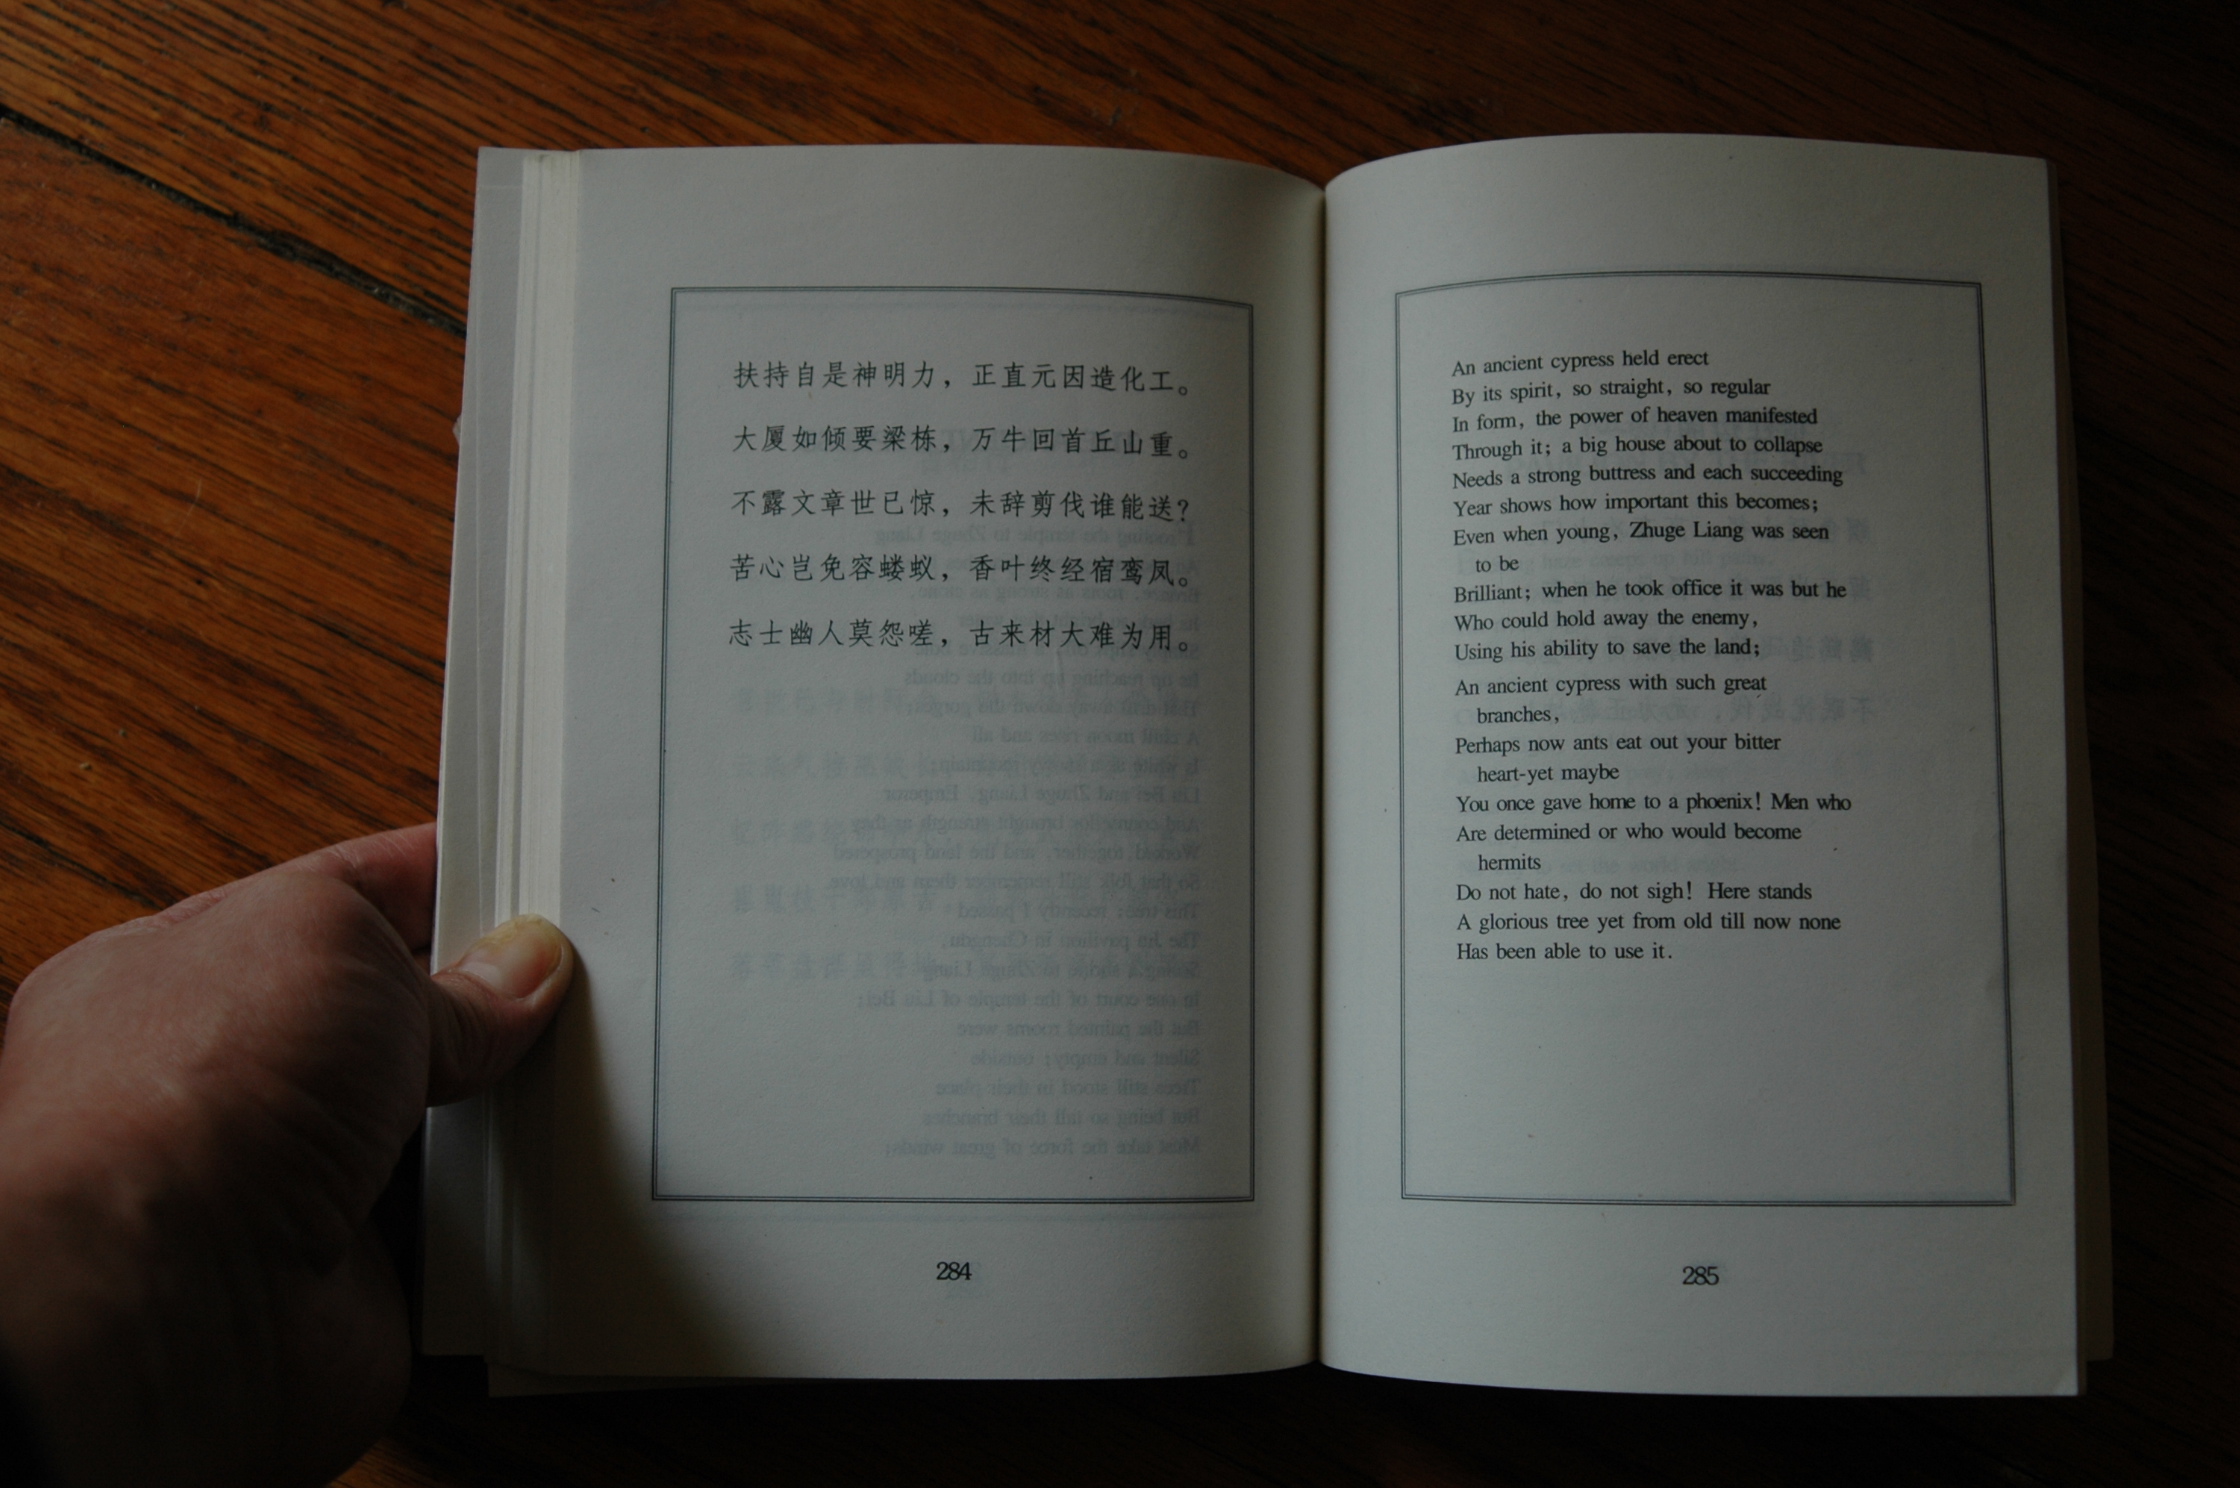 扶持自是神明力，正直元因造化工。
大厦如倾要梁栋，万牛回首丘山重。
不露文章世已惊，未辞剪伐谁能送？
苦心岂免容蝼蚁，香叶终经宿鸾凤。
志士幽人莫怨嗟，古来材大难为用。
284
An ancient cypress held erect
By its spirit, so straight, so regular
In form, the power of heaven manifested
Through it; a big house about to collapse
Needs a strong buttress and each succeeding
Year shows how important this becomes;
Even when young, Zhuge Liang was seen
to be
Brilliant; when he took office it was but he
Who could hold away the enemy,
Using his ability to save the land;
An ancient cypress with such great
branches,
Perhaps now ants eat out your bitter
heart-yet maybe
You once gave home to a phoenix! Men who
Are determined or who would become
hermits
Do not hate, do not sigh! Here stands
A glorious tree yet from old till now none
Has been able to use it.
285